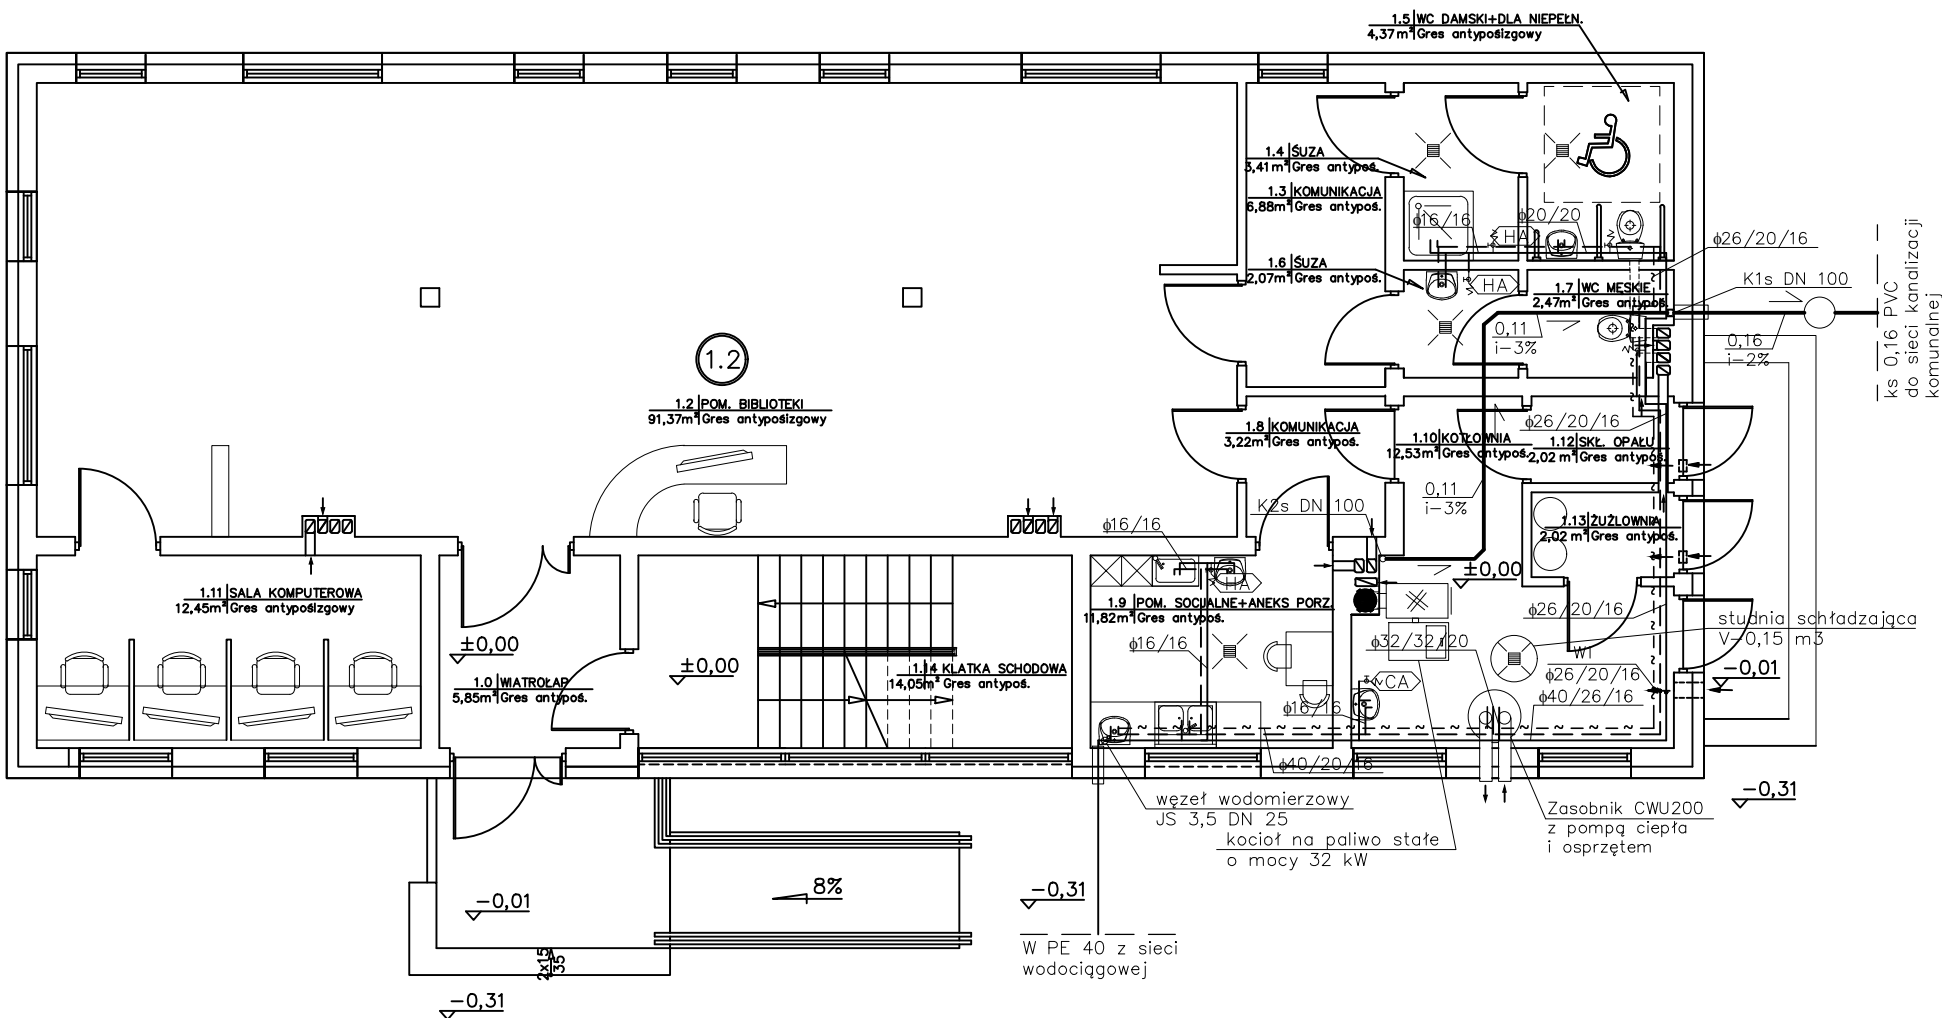 1.5 WC DAMSKI+DLA NIEPEŁN.
4,37m² Gres antypośizgowy
1.4 ŚUZA
3,41m² Gres antypoś.
1.3 KOMUNIKACJA
6,88m² Gres antypoś.
ϕ16/16
ϕ20/20
HA
ϕ26/20/16
1.6 ŚUZA
2,07m² Gres antypoś.
HA
1.7 WC MESKIE
2,47m² Gres antypoś.
K1s DN 100
0,11
i-3%
0,16
i-2%
ks 0,16 PVC
do sieci kanalizacji
komunalnej
1.2
1.2 POM. BIBLIOTEKI
91,37m² Gres antypośizgowy
1.8 KOMUNIKACJA
3,22m² Gres antypoś.
1.10 KOTŁOWNIA
12,53m² Gres antypoś.
ϕ26/20/16
1.12 SKŁ. OPAŁU
2,02 m² Gres antypoś.
0,11
i-3%
K2s DN 100
ϕ16/16
1.13 ŻUŻLOWNIA
2,02 m² Gres antypoś.
±0,00
HA
1.11 SALA KOMPUTEROWA
12,45m² Gres antypoślzgowy
1.9 POM. SOCJALNE+ANEKS PORZ.
11,82m² Gres antypoś.
ϕ26/20/16
studnia schładzająca
V-0,15 m3
±0,00
±0,00
ϕ16/16
ϕ32/32/20
W1
1.14 KLATKA SCHODOWA
14,05m² Gres antypoś.
1.0 WIATROŁAP
5,85m² Gres antypoś.
CA
ϕ26/20/16
-0,01
ϕ40/26/16
ϕ16/16
ϕ40/20/16
-0,31
węzeł wodomierzowy
JS 3,5 DN 25
kocioł na paliwo stałe
o mocy 32 kW
Zasobnik CWU200
z pompą ciepła
i osprzętem
8%
-0,01
-0,31
W PE 40 z sieci
wodociągowej
2x15
35
-0,31